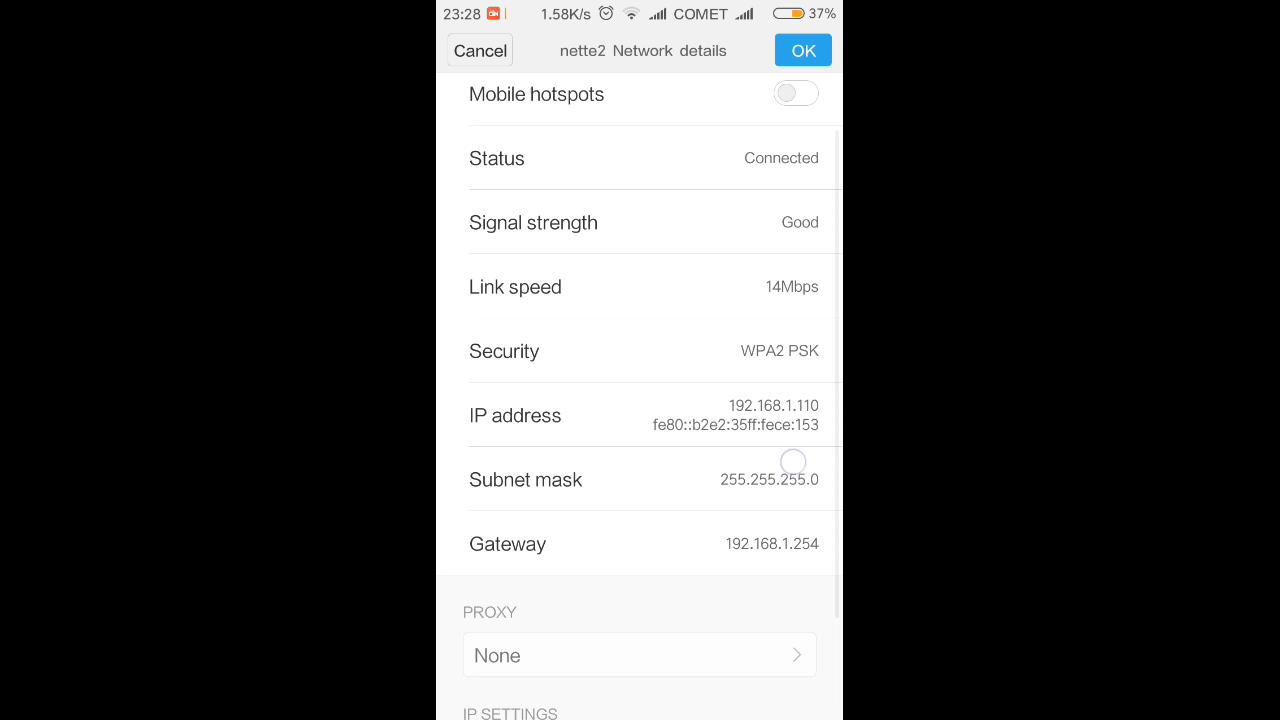 23:28 1.58K/s COMET 37%
Cancel nette2 Network details OK
Mobile hotspots
Status Connected
Signal strength Good
Link speed 14Mbps
Security WPA2 PSK
IP address 192.168.1.110
fe80::b2e2:35ff:fece:153
Subnet mask 255.255.255.0
Gateway 192.168.1.254
PROXY
None
IP SETTINGS